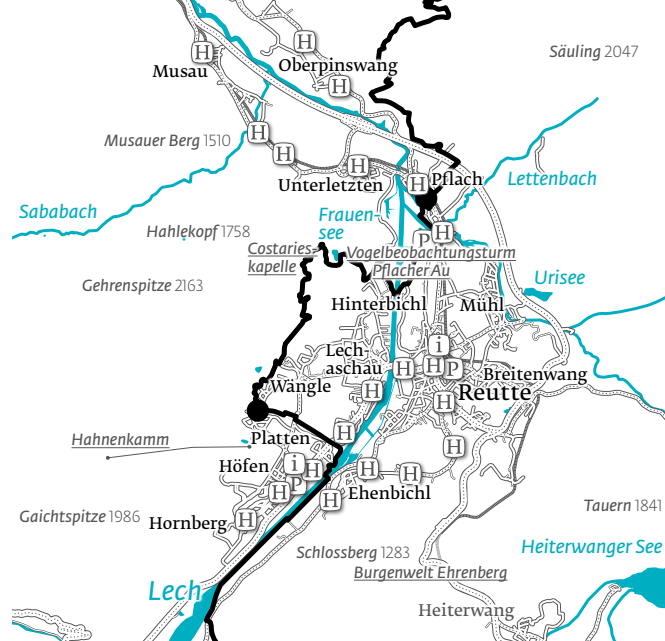 H
H
Säuling 2047
Oberpinswang
Musau
H
H
Musauer Berg 1510
H
H
H
Pflach
Unterletzten
Lettenbach
Sababach
Frauen-
see
Hahlekopf 1758
H
P
Costaries-
kapelle
Vogelbeobachtungsturm
Pflacher Au
Gehrenspitze 2163
Urisee
Hinterbichl
Mühl
i
Lech-
aschau
H
H
P
Breitenwang
Wängle
H
Reutte
H
Platten
H
Hahnenkamm
H
Höfen
i
H
H
H
P
H
Ehenbichl
H
Tauern 1841
Gaichtspitze 1986
Hornberg
H
Schlossberg 1283
Heiterwanger See
Burgenwelt Ehrenberg
Lech
Heiterwang